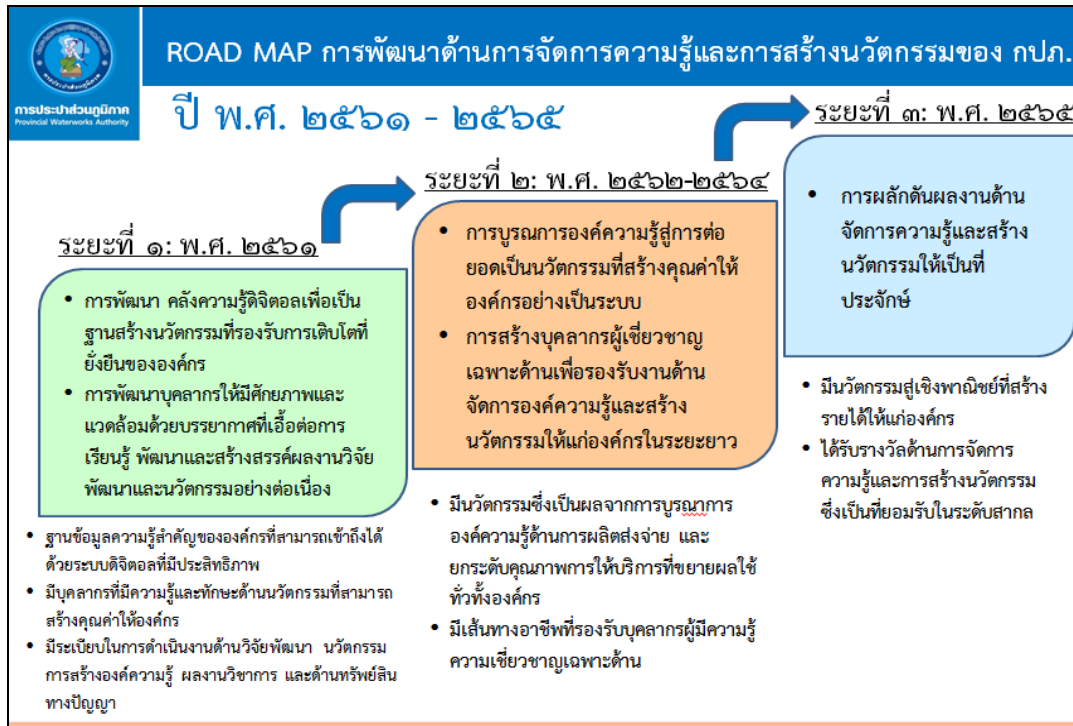 การประปาส่วนภูมิภาค
Provincial Waterworks Authority
ROAD MAP การพัฒนาด้านการจัดการความรู้และการสร้างนวัตกรรมของ กปภ.
ปี พ.ศ. ๒๕๖๑ - ๒๕๖๕
ระยะที่ ๑: พ.ศ. ๒๕๖๑
• การพัฒนา คลังความรู้ดิจิตอลเพื่อเป็น
ฐานสร้างนวัตกรรมที่รองรับการเติบโตที่
ยั่งยืนขององค์กร
• การพัฒนาบุคลากรให้มีศักยภาพและ
แวดล้อมด้วยบรรยากาศที่เอื้อต่อการ
เรียนรู้ พัฒนาและสร้างสรรค์ผลงานวิจัย
พัฒนาและนวัตกรรมอย่างต่อเนื่อง
• ฐานข้อมูลความรู้สำคัญขององค์กรที่สามารถเข้าถึงได้
ด้วยระบบดิจิตอลที่มีประสิทธิภาพ
• มีบุคลากรที่มีความรู้และทักษะด้านนวัตกรรมที่สามารถ
สร้างคุณค่าให้องค์กร
• มีระเบียบในการดำเนินงานด้านวิจัยพัฒนา นวัตกรรม
การสร้างองค์ความรู้ ผลงานวิชาการ และด้านทรัพย์สิน
ทางปัญญา
ระยะที่ ๒: พ.ศ. ๒๕๖๒-๒๕๖๔
• การบูรณการองค์ความรู้สู่การต่อ
ยอดเป็นนวัตกรรมที่สร้างคุณค่าให้
องค์กรอย่างเป็นระบบ
• การสร้างบุคลากรผู้เชี่ยวชาญ
เฉพาะด้านเพื่อรองรับงานด้าน
จัดการองค์ความรู้และสร้าง
นวัตกรรมให้แก่องค์กรในระยะยาว
• มีนวัตกรรมซึ่งเป็นผลจากการบูรญาการ
องค์ความรู้ด้านการผลิตส่งจ่าย และ
ยกระดับคุณภาพการให้บริการที่ขยายผลใช้
ทั่วทั้งองค์กร
• มีเส้นทางอาชีพที่รองรับบุคลากรผู้มีความรู้
ความเชี่ยวชาญเฉพาะด้าน
ระยะที่ ๓: พ.ศ. ๒๕๖๕
• การผลักดันผลงานด้าน
จัดการความรู้และสร้าง
นวัตกรรมให้เป็นที่
ประจักษ์
• มีนวัตกรรมสู่เชิงพาณิชย์ที่สร้าง
รายได้ให้แก่องค์กร
• ได้รับรางวัลด้านการจัดการ
ความรู้และการสร้างนวัตกรรม
ซึ่งเป็นที่ยอมรับในระดับสากล